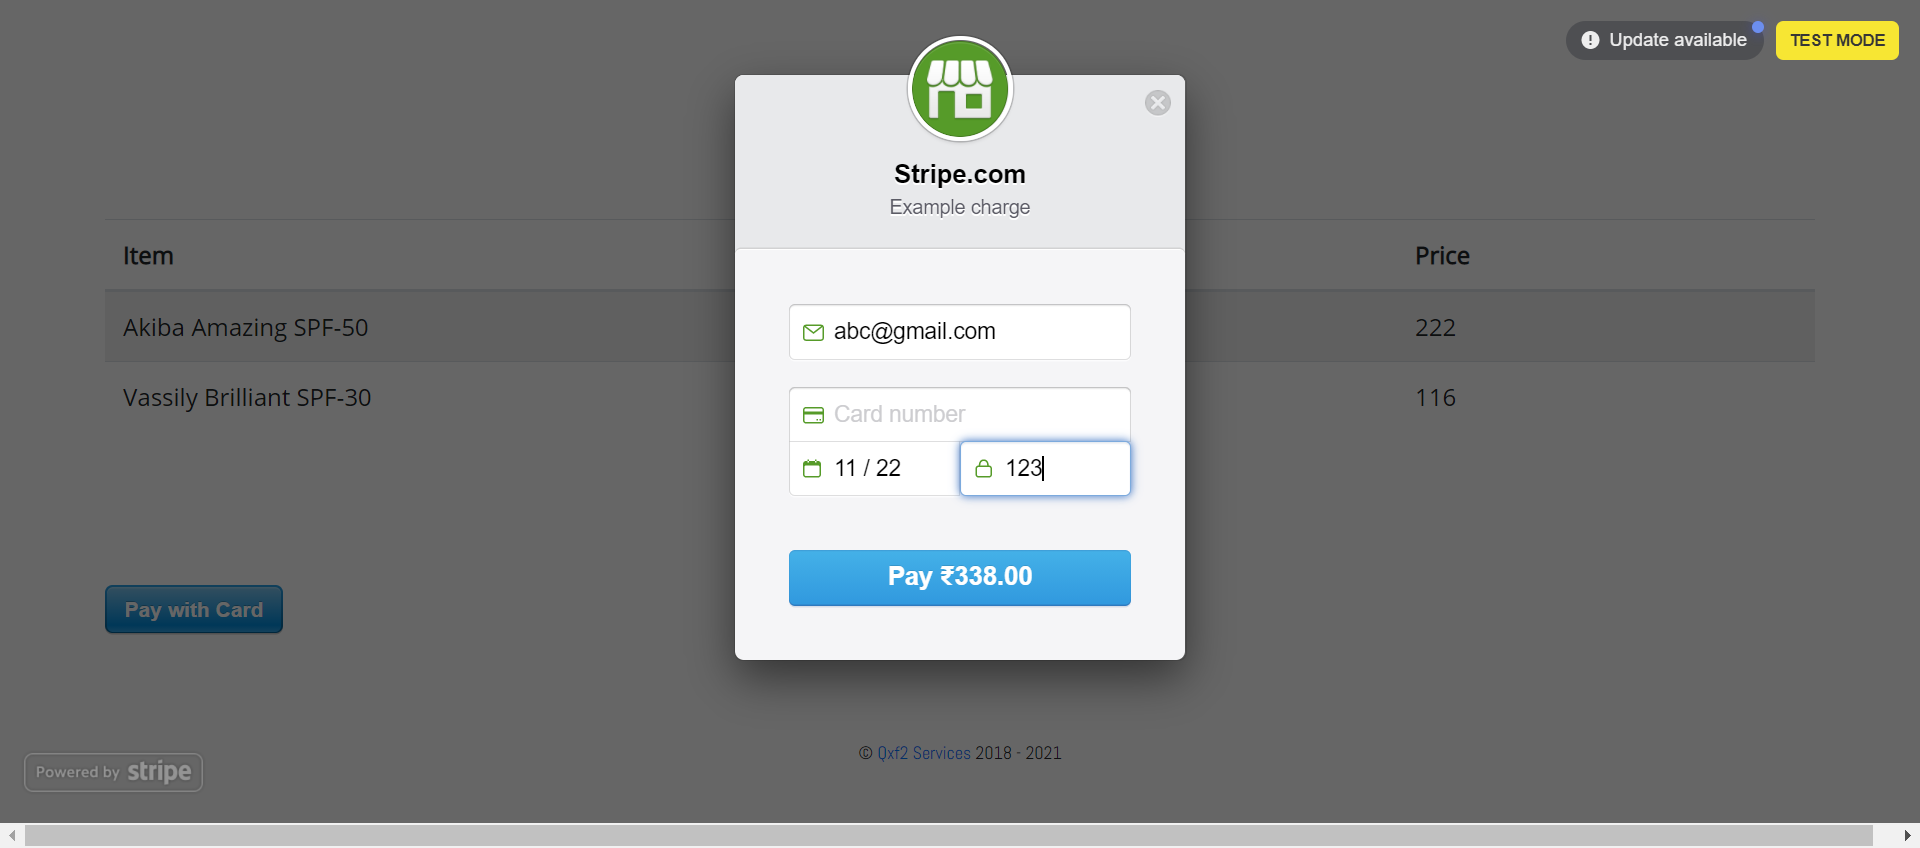 Update available
TEST MODE
Stripe.com
Example charge
Item Price
Akiba Amazing SPF-50 222
Vassily Brilliant SPF-30 116
abc@gmail.com
Card number
11 / 22 123
Pay ₹338.00
Pay with Card
© Qxf2 Services 2018 - 2021
Powered by stripe